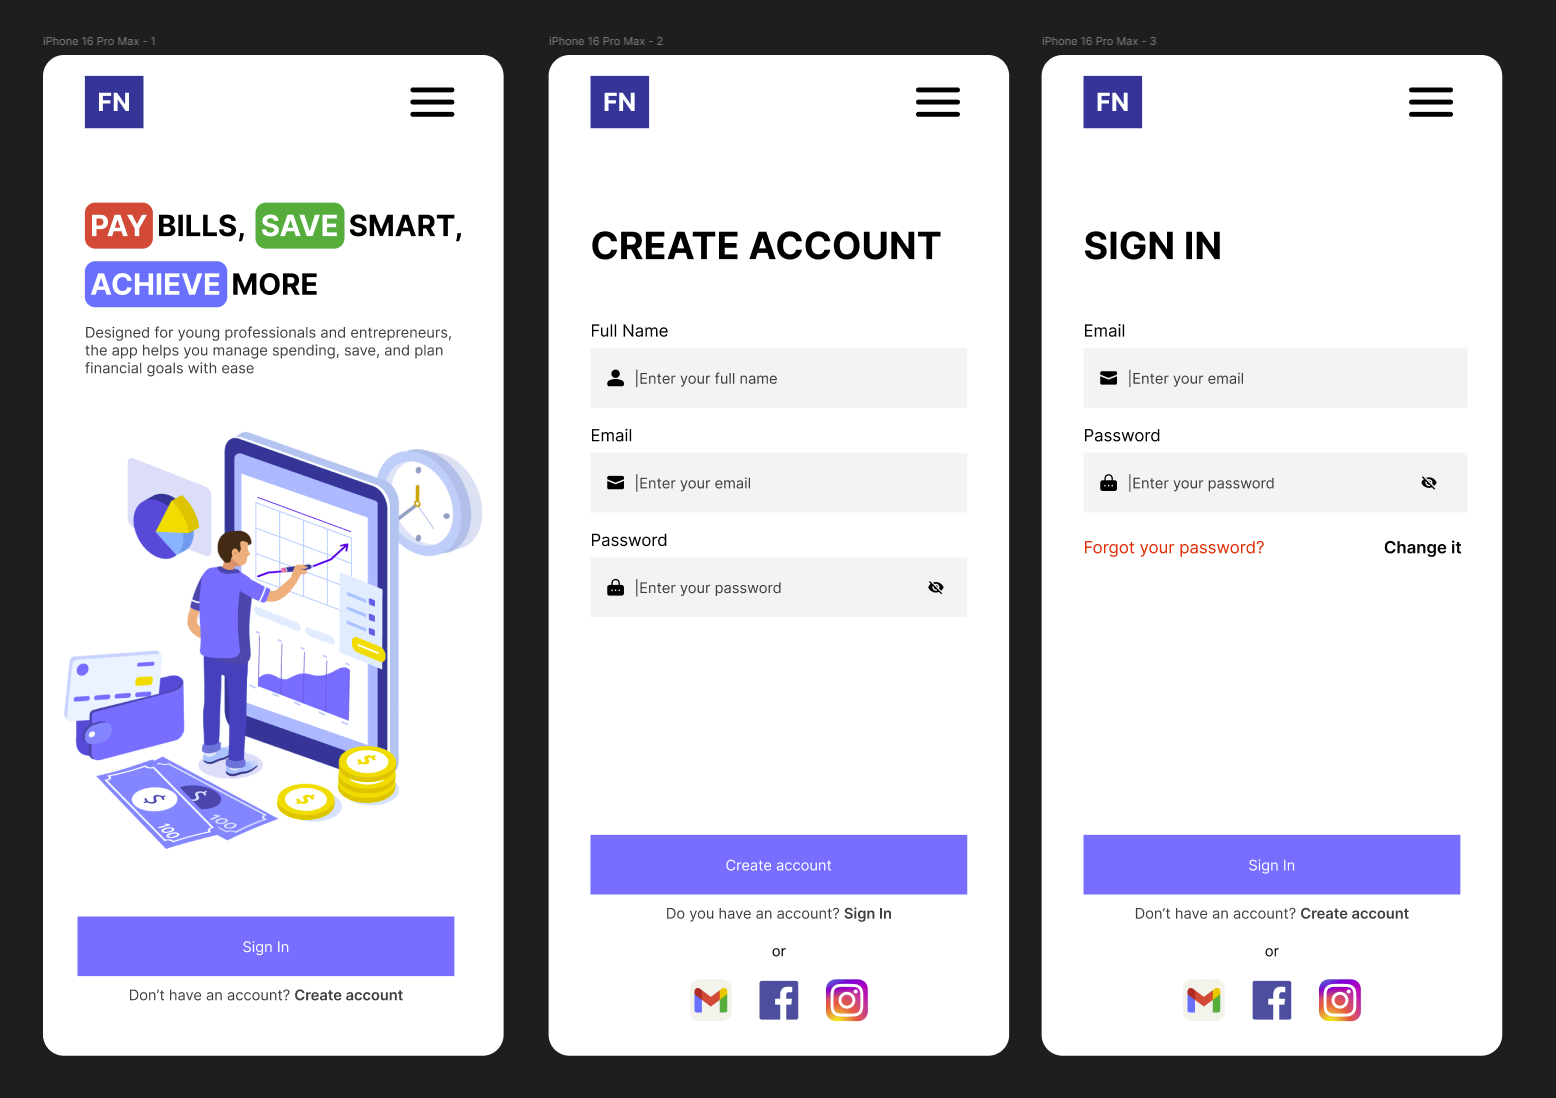 iPhone 16 Pro Max - 1
FN
PAY BILLS, SAVE SMART,
ACHIEVE MORE
Designed for young professionals and entrepreneurs,
the app helps you manage spending, save, and plan
financial goals with ease
$
$
$
$
100
100
Sign In
Don’t have an account? Create account
iPhone 16 Pro Max - 2
FN
CREATE ACCOUNT
Full Name
|Enter your full name
Email
|Enter your email
Password
|Enter your password
Create account
Do you have an account? Sign In
or
iPhone 16 Pro Max - 3
FN
SIGN IN
Email
|Enter your email
Password
|Enter your password
Forgot your password? Change it
Sign In
Don’t have an account? Create account
or